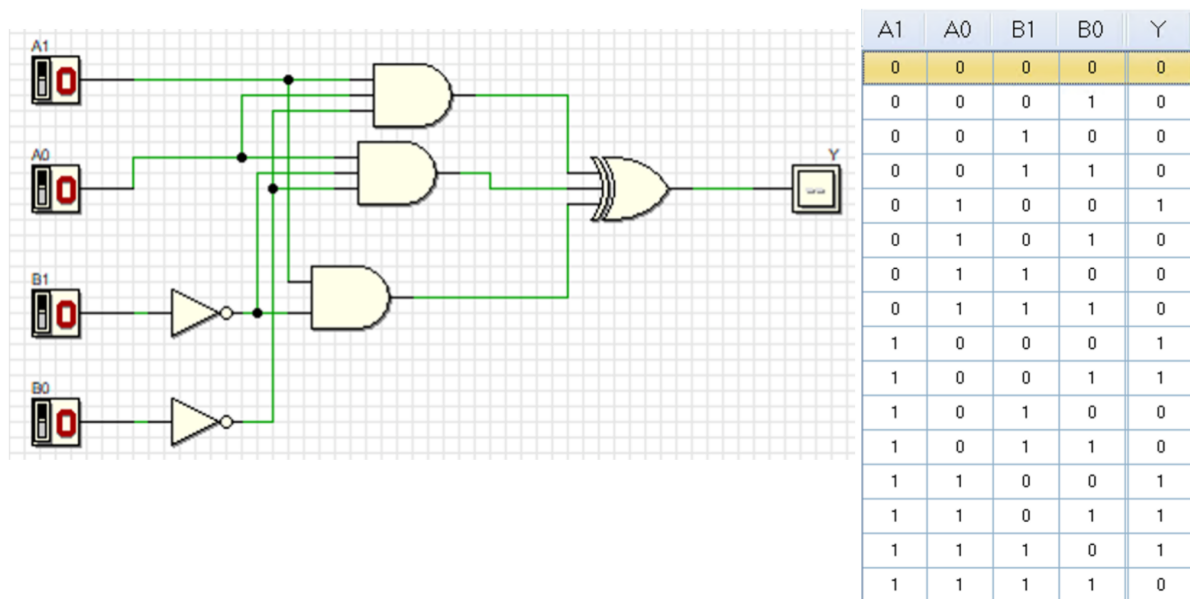 A1
0
A0
0
B1
0
B0
0
Y
--
A1 A0 B1 B0 Y
0 0 0 0 0
0 0 0 1 0
0 0 1 0 0
0 0 1 1 0
0 1 0 0 1
0 1 0 1 0
0 1 1 0 0
0 1 1 1 0
1 0 0 0 1
1 0 0 1 1
1 0 1 0 0
1 0 1 1 0
1 1 0 0 1
1 1 0 1 1
1 1 1 0 1
1 1 1 1 0